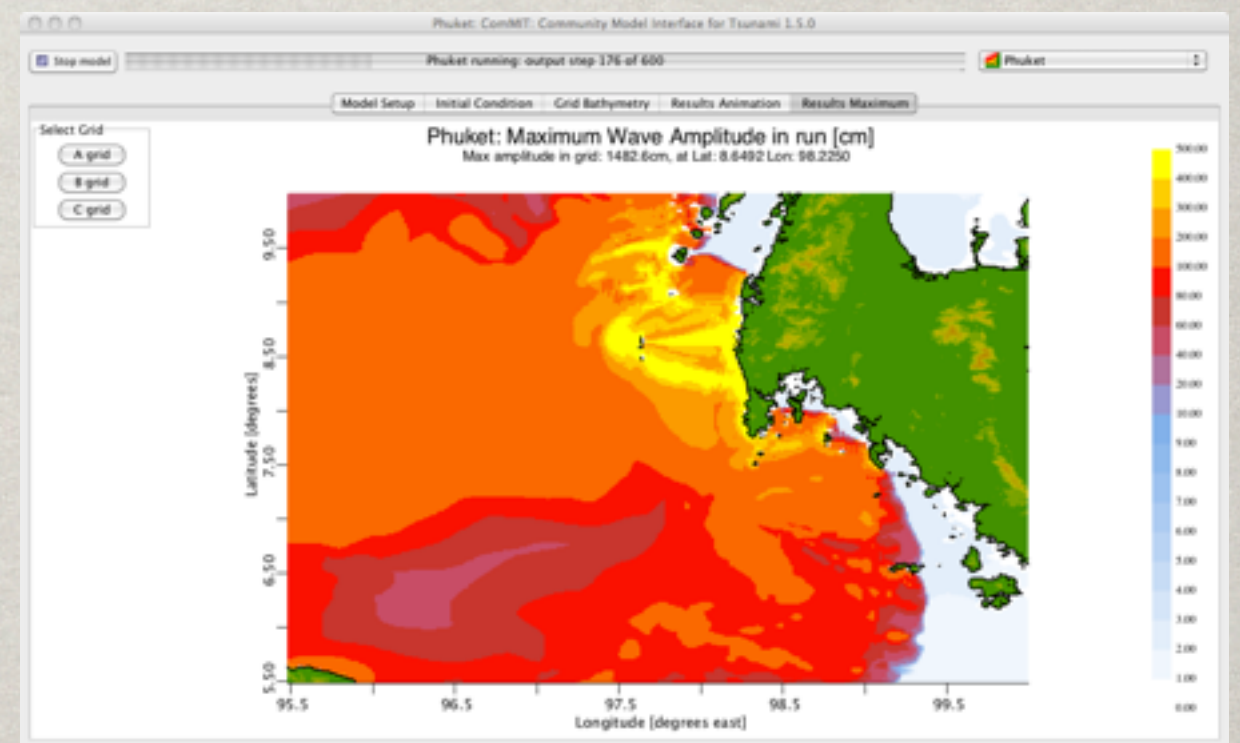 Phuket: ComMIT: Community Model Interface for Tsunami 1.5.0
Stop model
Phuket running: output step 176 of 600
Phuket
Model Setup
Initial Condition
Grid Bathymetry
Results Animation
Results Maximum
Select Grid
A grid
B grid
C grid
Phuket: Maximum Wave Amplitude in run [cm]
Max amplitude in grid: 1482.6cm, at Lat: 8.6492 Lon: 98.2250
Latitude [degrees]
9.50
8.50
7.50
6.50
5.50
95.5
96.5
97.5
98.5
99.5
Longitude [degrees east]
500.00
400.00
300.00
200.00
100.00
80.00
60.00
40.00
20.00
10.00
9.00
8.00
7.00
6.00
5.00
4.00
3.00
2.00
1.00
0.00